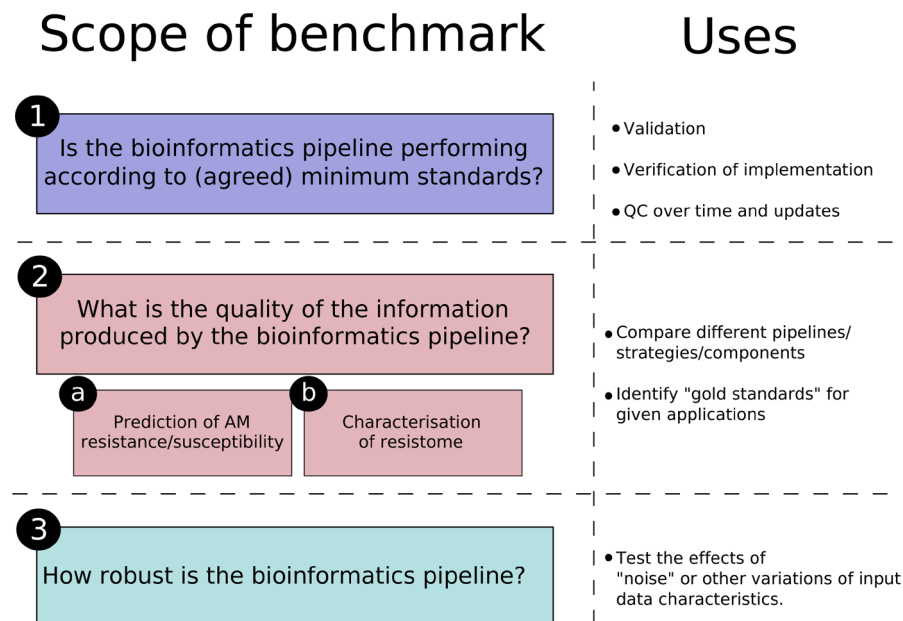 Scope of benchmark
Uses
1
Is the bioinformatics pipeline performing
according to (agreed) minimum standards?
• Validation
• Verification of implementation
• QC over time and updates
2
What is the quality of the information
produced by the bioinformatics pipeline?
a
Prediction of AM
resistance/susceptibility
b
Characterisation
of resistome
• Compare different pipelines/
strategies/components
• Identify "gold standards" for
given applications
3
How robust is the bioinformatics pipeline?
• Test the effects of
"noise" or other variations of input
data characteristics.